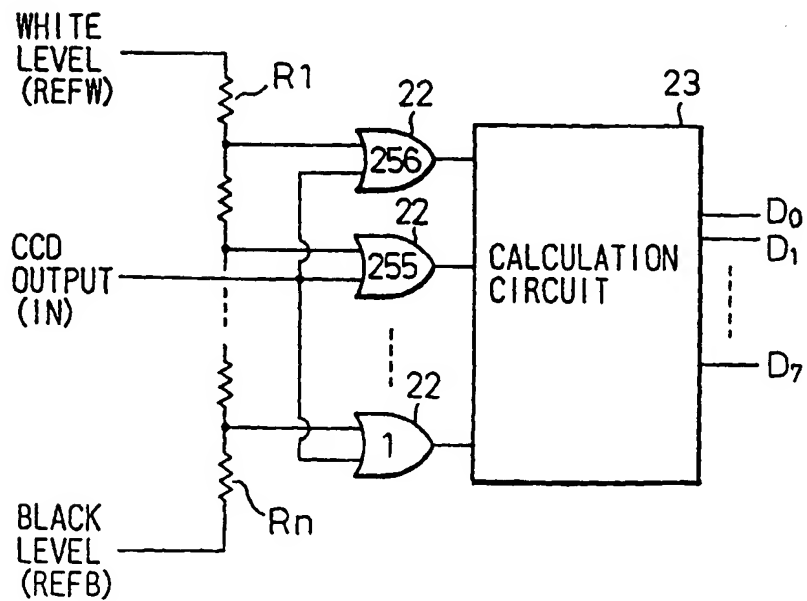 WHITE
LEVEL
(REFW)
R1
22
256
23
D0
CCD
OUTPUT
(IN)
22
255
CALCULATION
CIRCUIT
D1
D7
22
1
BLACK
LEVEL
(REFB)
Rn